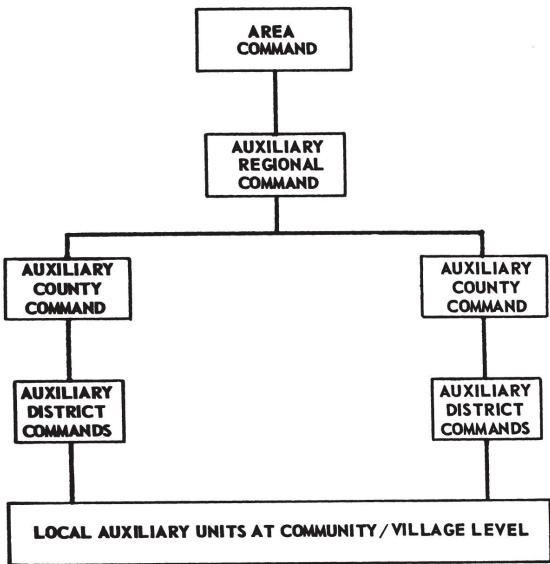 AREA
COMMAND
AUXILIARY
REGIONAL
COMMAND
AUXILIARY
COUNTY
COMMAND
AUXILIARY
COUNTY
COMMAND
AUXILIARY
DISTRICT
COMMANDS
AUXILIARY
DISTRICT
COMMANDS
LOCAL AUXILIARY UNITS AT COMMUNITY/VILLAGE LEVEL